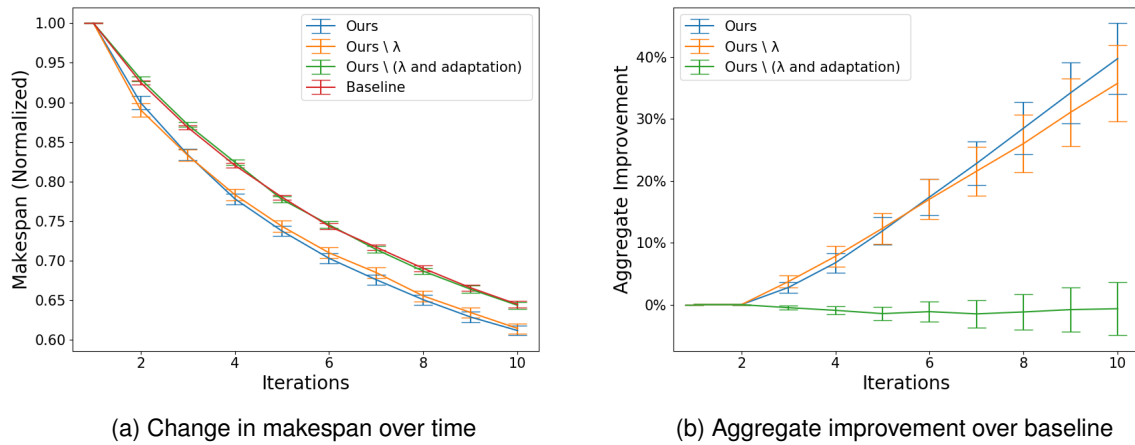 Makespan (Normalized)
1.00
0.95
0.90
0.85
0.80
0.75
0.70
0.65
0.60
2 4 6 8 10
Iterations
Ours
Ours \ λ
Ours \ (λ and adaptation)
Baseline
(a) Change in makespan over time
Aggregate Improvement
40%
30%
20%
10%
0%
2 4 6 8 10
Iterations
Ours
Ours \ λ
Ours \ (λ and adaptation)
(b) Aggregate improvement over baseline